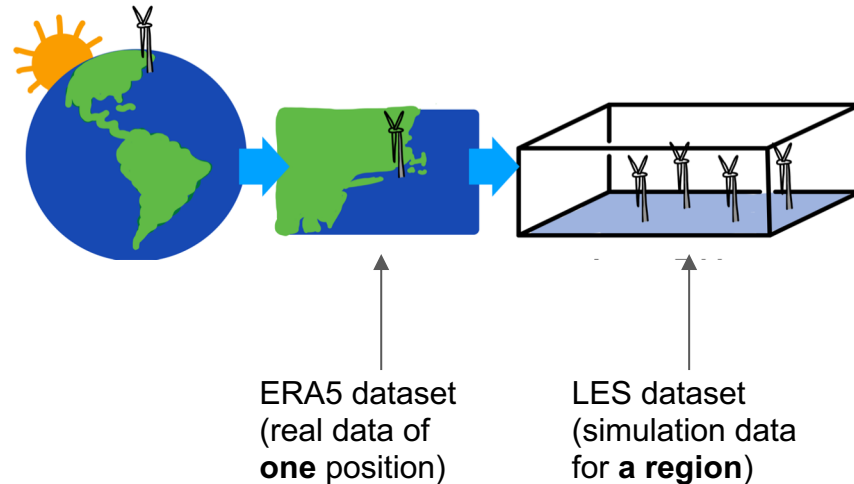 ERA5 dataset
(real data of
one position)
LES dataset
(simulation data
for a region)